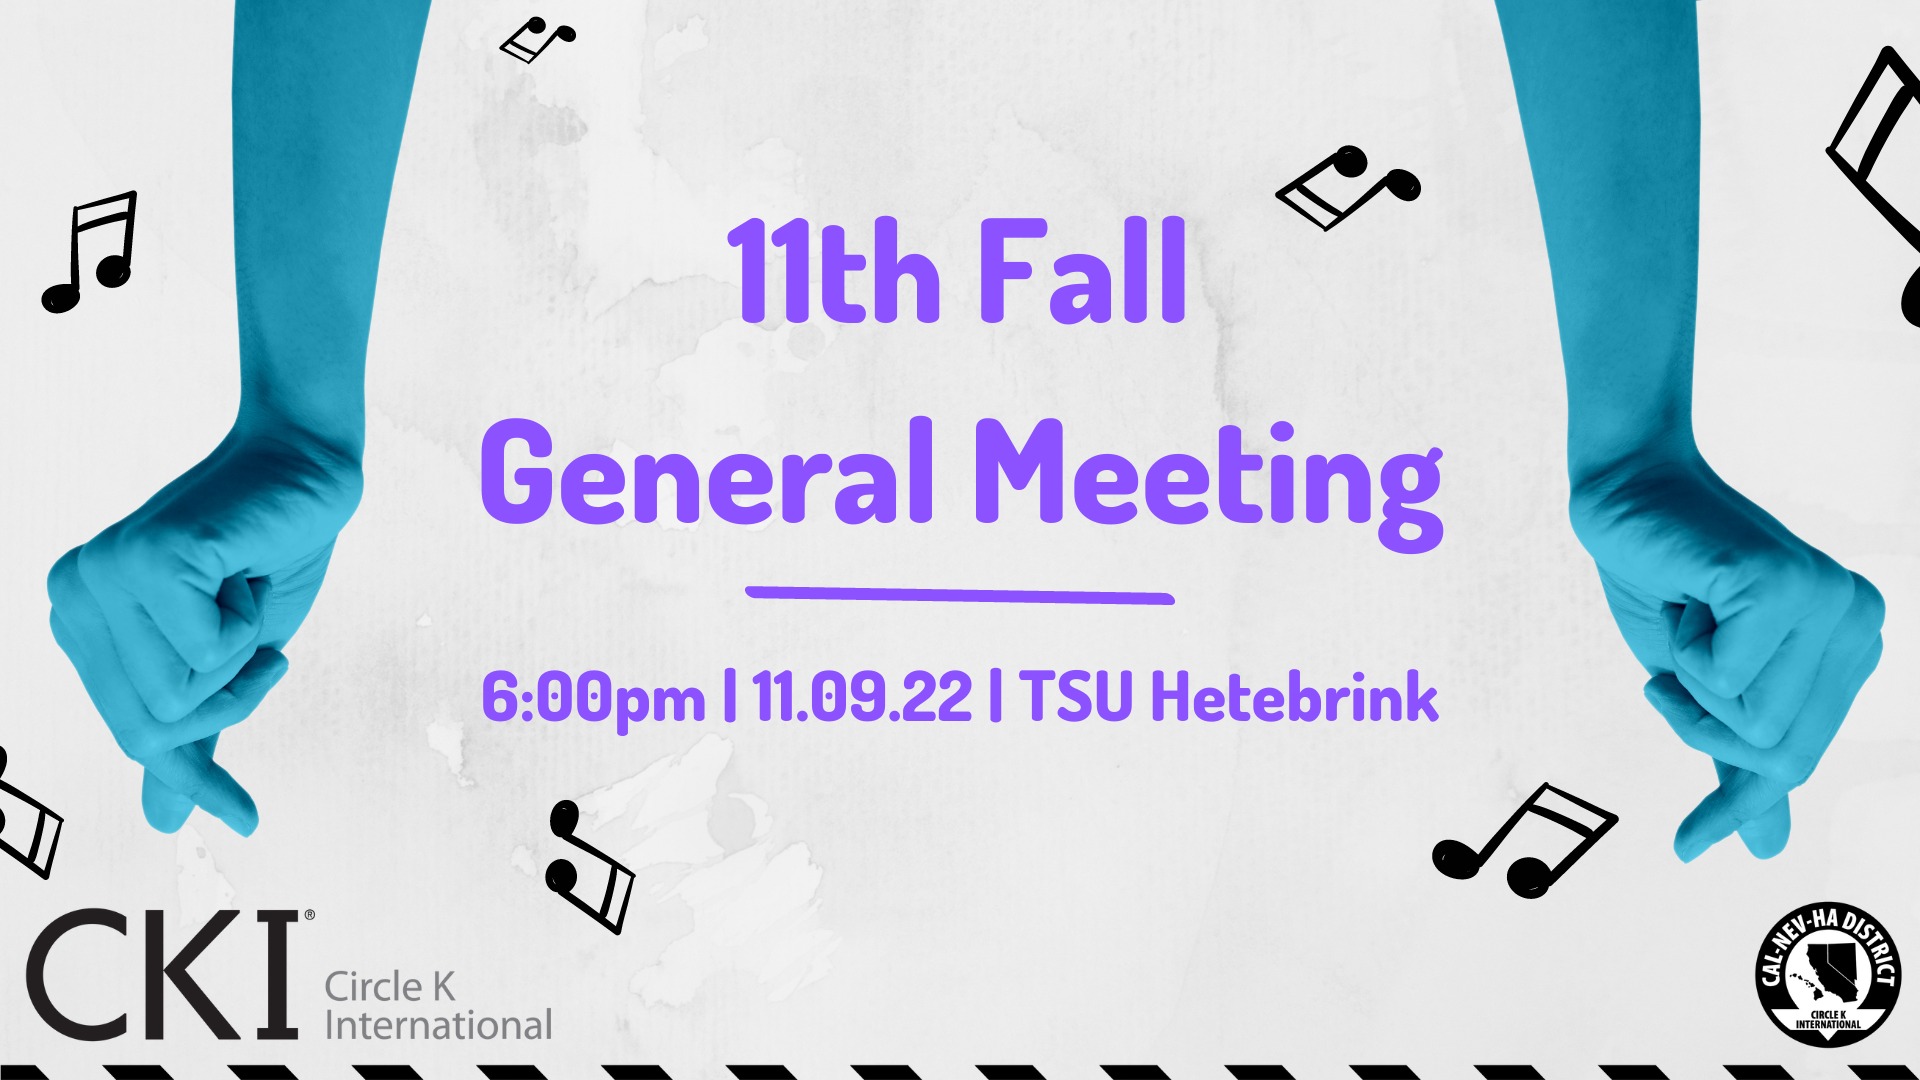 11th Fall
General Meeting
6:00pm | 11.09.22 | TSU Hetebrink
CKI®
Circle K
International
CAL-NEV-HA DISTRICT
CIRCLE K
INTERNATIONAL